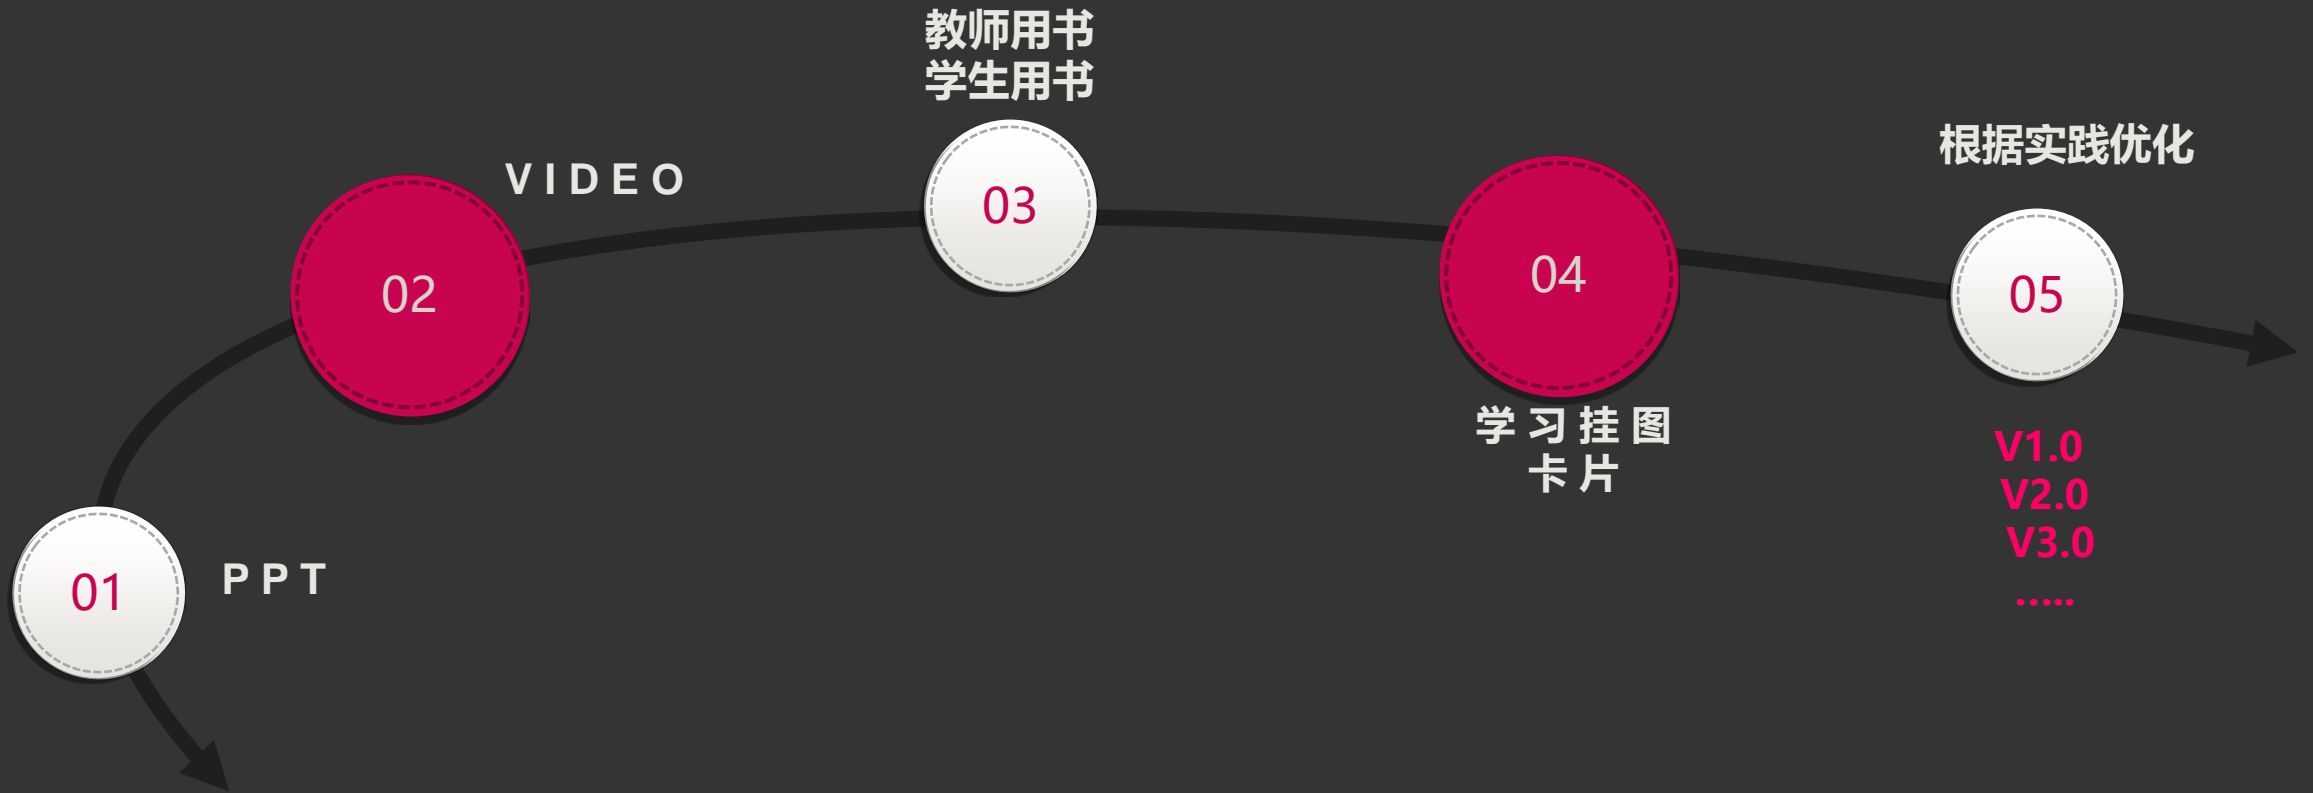 01
PPT
02
VIDEO
教师用书
学生用书
03
04
学习挂图
卡片
根据实践优化
05
V1.0
V2.0
V3.0
.....